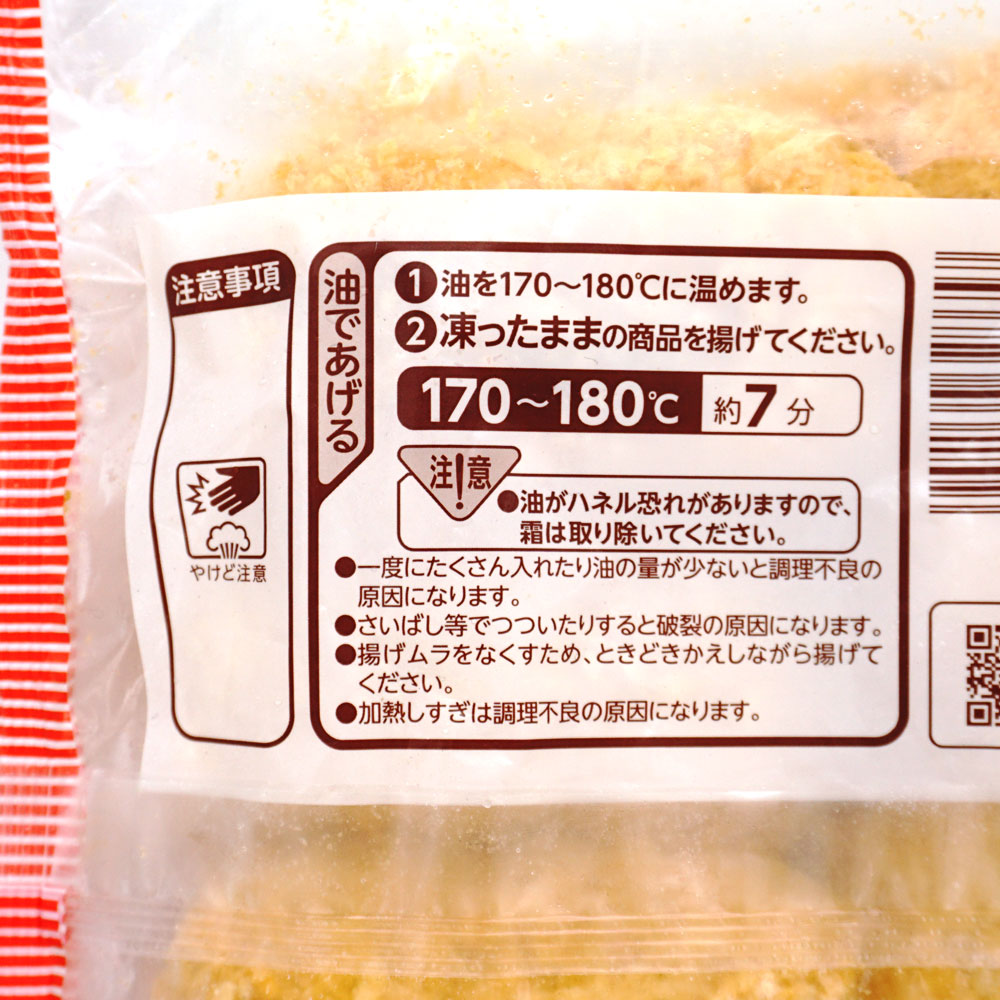 注意事項
やけど注意
油であげる
❶油を170～180℃に温めます。
❷凍ったままの商品を揚げてください。
170～180℃ 約7分
注!意
●油がハネル恐れがありますので、
霜は取り除いてください。
●一度にたくさん入れたり油の量が少ないと調理不良の
原因になります。
●さいばし等でつついたりすると破裂の原因になります。
●揚げムラをなくすため、ときどきかえしながら揚げて
ください。
●加熱しすぎは調理不良の原因になります。